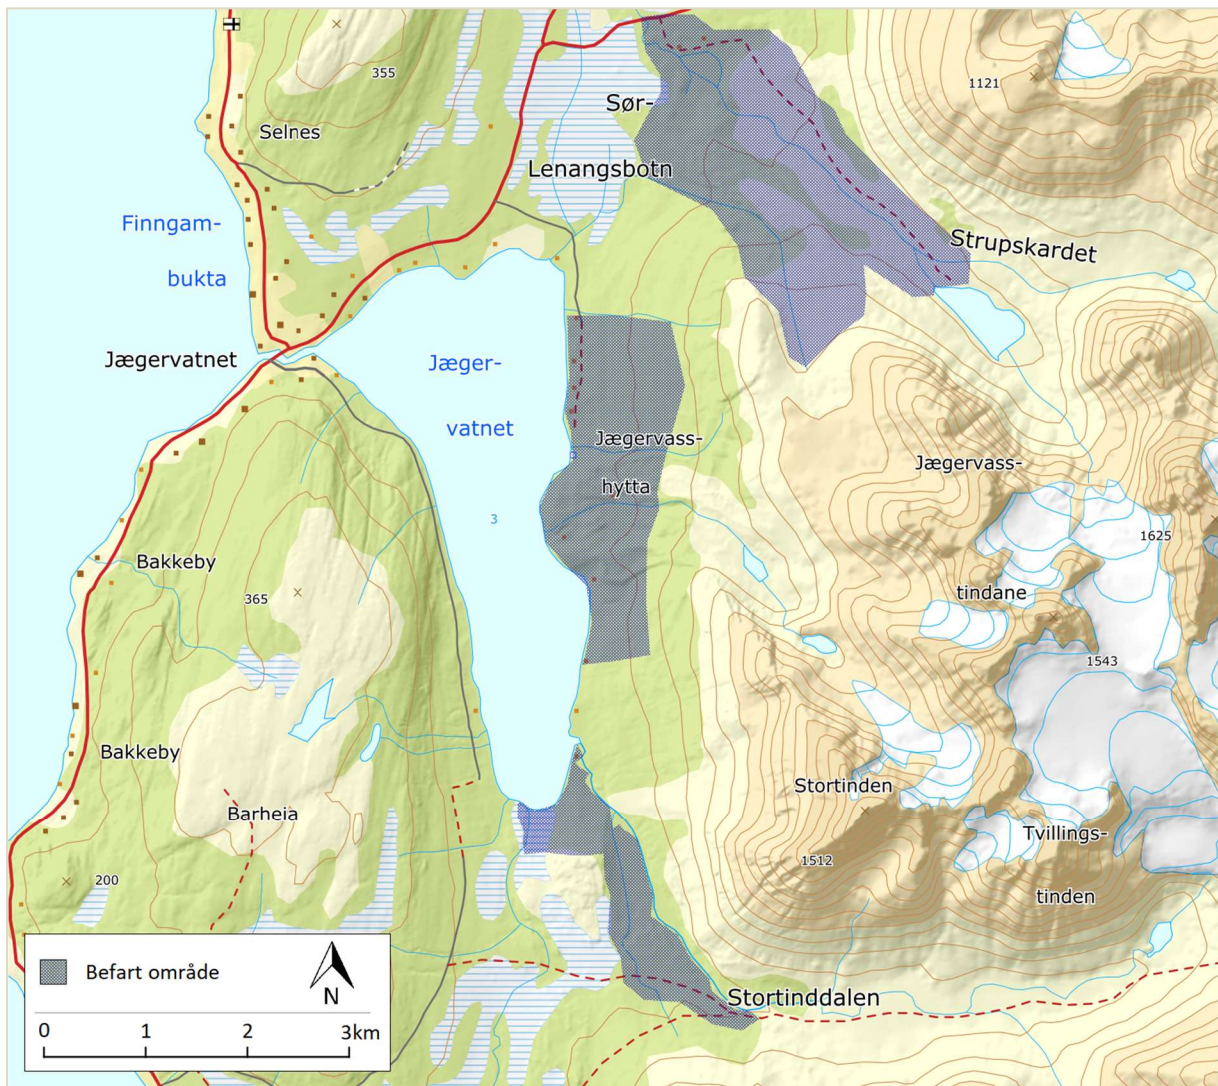 355
1121
Sør-
Selnes
Lenangsbotn
Finngam-
bukta
Strupskardet
Jægervatnet
Jæger-
vatnet
Jægervass-
hytta
Jægervass-
tindane
3
1625
Bakkeby
365
1543
Bakkeby
Stortinden
Barheia
Tvillings-
tinden
1512
200
Stortinddalen
Befart område
N
0 1 2 3km